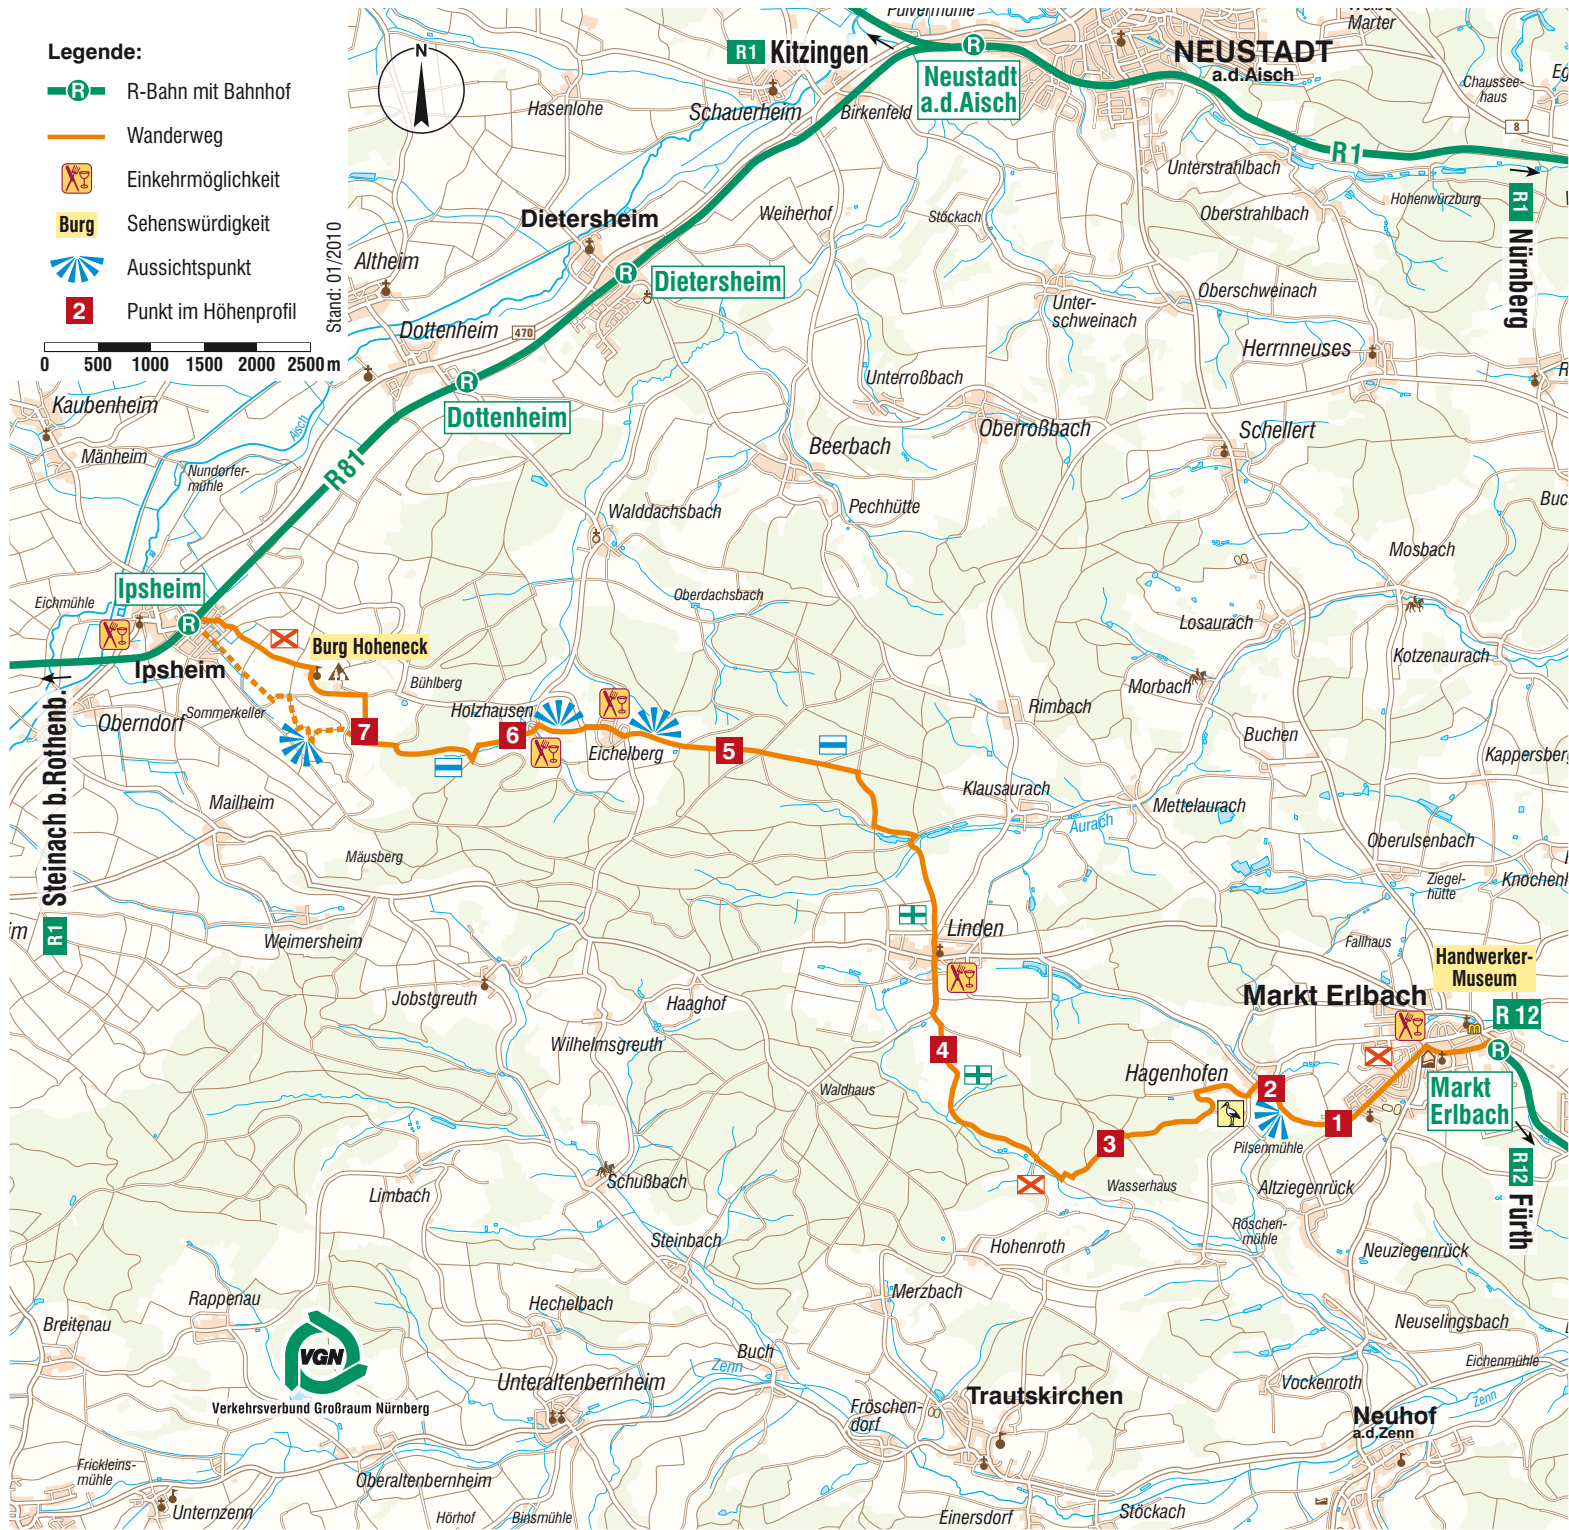 Legende:
R R-Bahn mit Bahnhof
Wanderweg
Einkehrmöglichkeit
Burg Sehenswürdigkeit
Aussichtspunkt
2 Punkt im Höhenprofil
0 500 1000 1500 2000 2500 m
Stand: 01/2010
N
R1 Kitzingen
Pulvermühle
R
Neustadt
a.d.Aisch
NEUSTADT
a.d.Aisch
Marter
Chaussee-
haus
8
Hasenlohe
Schauerheim
Birkenfeld
R1
Unterstrahlbach
Hohenwürzburg
R1 Nürnberg
Dietersheim
Weiherhof
Stöckach
Oberstrahlbach
Altheim
R
Dietersheim
Unter-
schweinach
Oberschweinach
Dottenheim
470
Herrnneuses
R
Dottenheim
Unterroßbach
Kaubenheim
Aisch
Oberroßbach
Schellert
Männheim
Nundorfer-
mühle
R81
Beerbach
Pechhütte
Walddachsbach
Mosbach
Ipsheim
Eichmühle
R
Oberdachsbach
Losaurach
Ipsheim
Burg Hoheneck
Kotzenaurach
Steinach b.Rothenb.
R1
Bühlberg
Morbach
Oberndorf
Sommerkeller
Holzhausen
Rimbach
7
6
5
Eichelberg
Buchen
Kappersberg
Mailheim
Klausaurach
Mettelaurach
Aurach
Mäusberg
Oberulsenbach
Ziegel-
hütte
Weimersheim
Linden
Fallhaus
Handwerker-
Museum
Jobstgreuth
Haaghof
Markt Erlbach
R 12
R
Wilhelmsgreuth
4
Hagenhofen
2
Markt
Erlbach
Waldhaus
1
3
Pilsenmühle
R12 Fürth
Limbach
Schußbach
Wasserhaus
Altziegenrück
Steinbach
Röschen-
mühle
Hohenroth
Neuziegenrück
Rappenau
Hechelbach
Merzbach
Breitenau
VGN
Verkehrsverbund Großraum Nürnberg
Neuselingsbach
Buch
Zenn
Eichenmühle
Unteraltenbernheim
Vockenroth
Trautskirchen
Zenn
Fröschen-
dorf
Neuhof
a.d.Zenn
Frickleins-
mühle
Oberaltenbernheim
Unternzenn
Hörhof
Binsmühle
Einersdorf
Stöckach